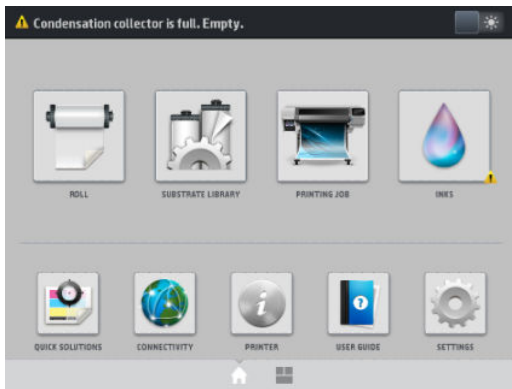 Condensation collector is full. Empty.
ROLL
SUBSTRATE LIBRARY
PRINTING JOB
INKS
QUICK SOLUTIONS
CONNECTIVITY
PRINTER
USER GUIDE
SETTINGS